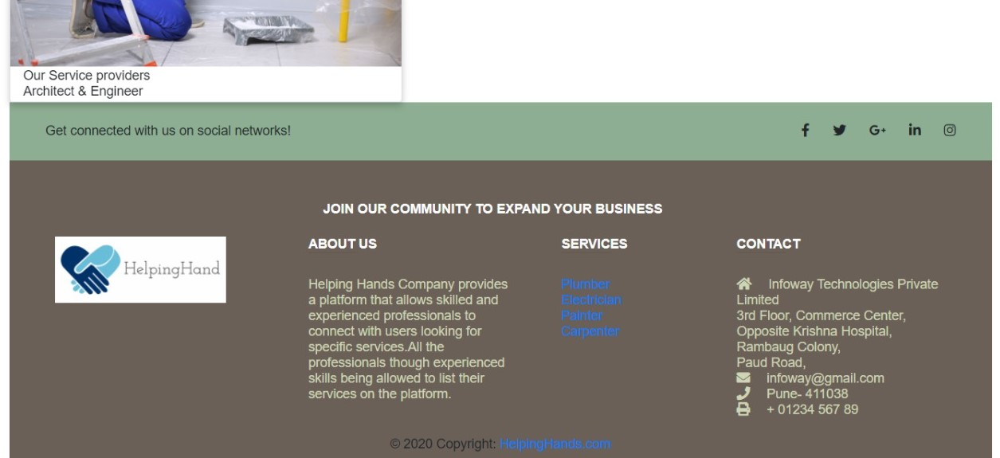 Our Service providers
Architect & Engineer
Get connected with us on social networks!
JOIN OUR COMMUNITY TO EXPAND YOUR BUSINESS
HelpingHand
ABOUT US
Helping Hands Company provides
a platform that allows skilled and
experienced professionals to
connect with users looking for
specific services.All the
professionals though experienced
skills being allowed to list their
services on the platform.
SERVICES
Plumber
Electrician
Painter
Carpenter
CONTACT
Infoway Technologies Private
Limited
3rd Floor, Commerce Center,
Opposite Krishna Hospital,
Rambaug Colony,
Paud Road,
infoway@gmail.com
Pune- 411038
+ 01234 567 89
© 2020 Copyright: HelpingHands.com